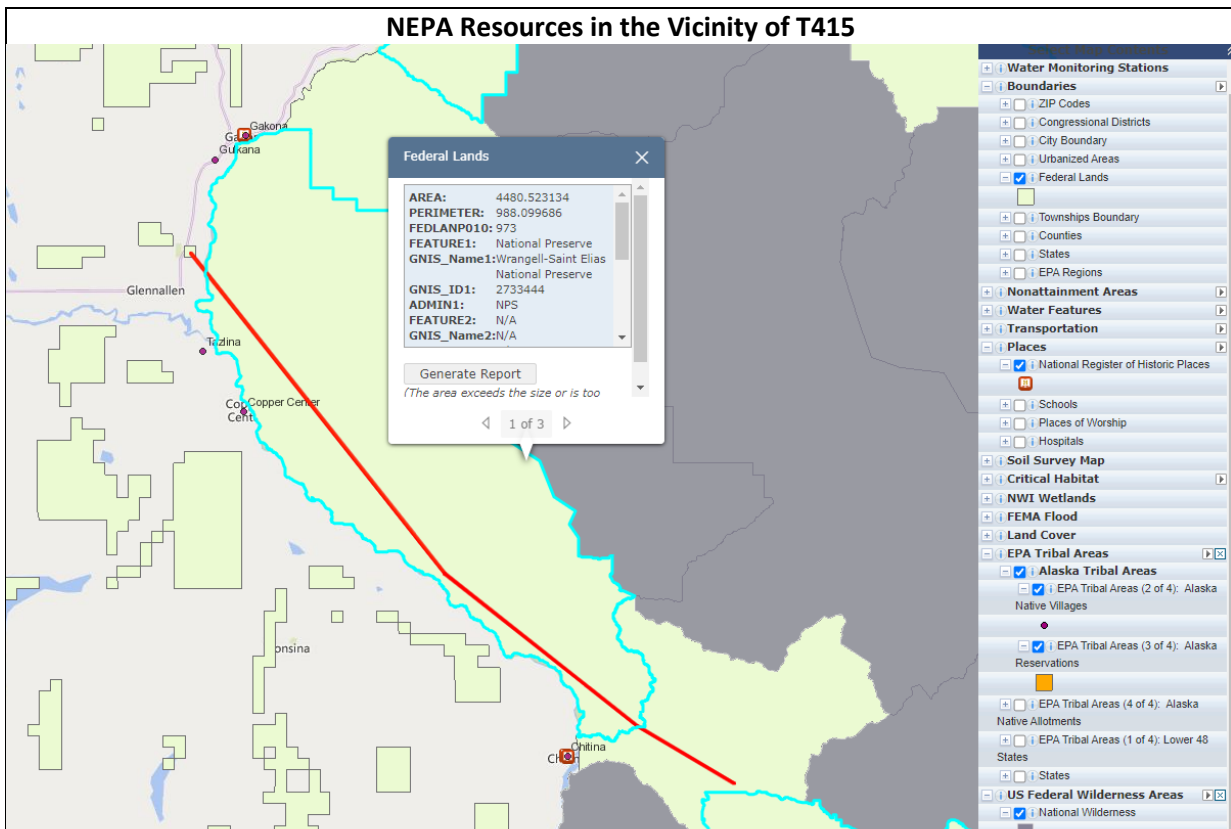 NEPA Resources in the Vicinity of T415
Gakona
Gulkana
Glennallen
Tazlina
Copper Center
Cent
onsina
Chitina
Federal Lands
AREA: 4480.523134
PERIMETER: 988.099686
FEDLANP010: 973
FEATURE1: National Preserve
GNIS_Name1: Wrangell-Saint Elias
National Preserve
GNIS_ID1: 2733444
ADMIN1: NPS
FEATURE2: N/A
GNIS_Name2: N/A
Generate Report
(The area exceeds the size or is too
1 of 3
Water Monitoring Stations
Boundaries
ZIP Codes
Congressional Districts
City Boundary
Urbanized Areas
Federal Lands
Townships Boundary
Counties
States
EPA Regions
Nonattainment Areas
Water Features
Transportation
Places
National Register of Historic Places
Schools
Places of Worship
Hospitals
Soil Survey Map
Critical Habitat
NWI Wetlands
FEMA Flood
Land Cover
EPA Tribal Areas
Alaska Tribal Areas
EPA Tribal Areas (2 of 4): Alaska
Native Villages
EPA Tribal Areas (3 of 4): Alaska
Reservations
EPA Tribal Areas (4 of 4): Alaska
Native Allotments
EPA Tribal Areas (1 of 4): Lower 48
States
States
US Federal Wilderness Areas
National Wilderness